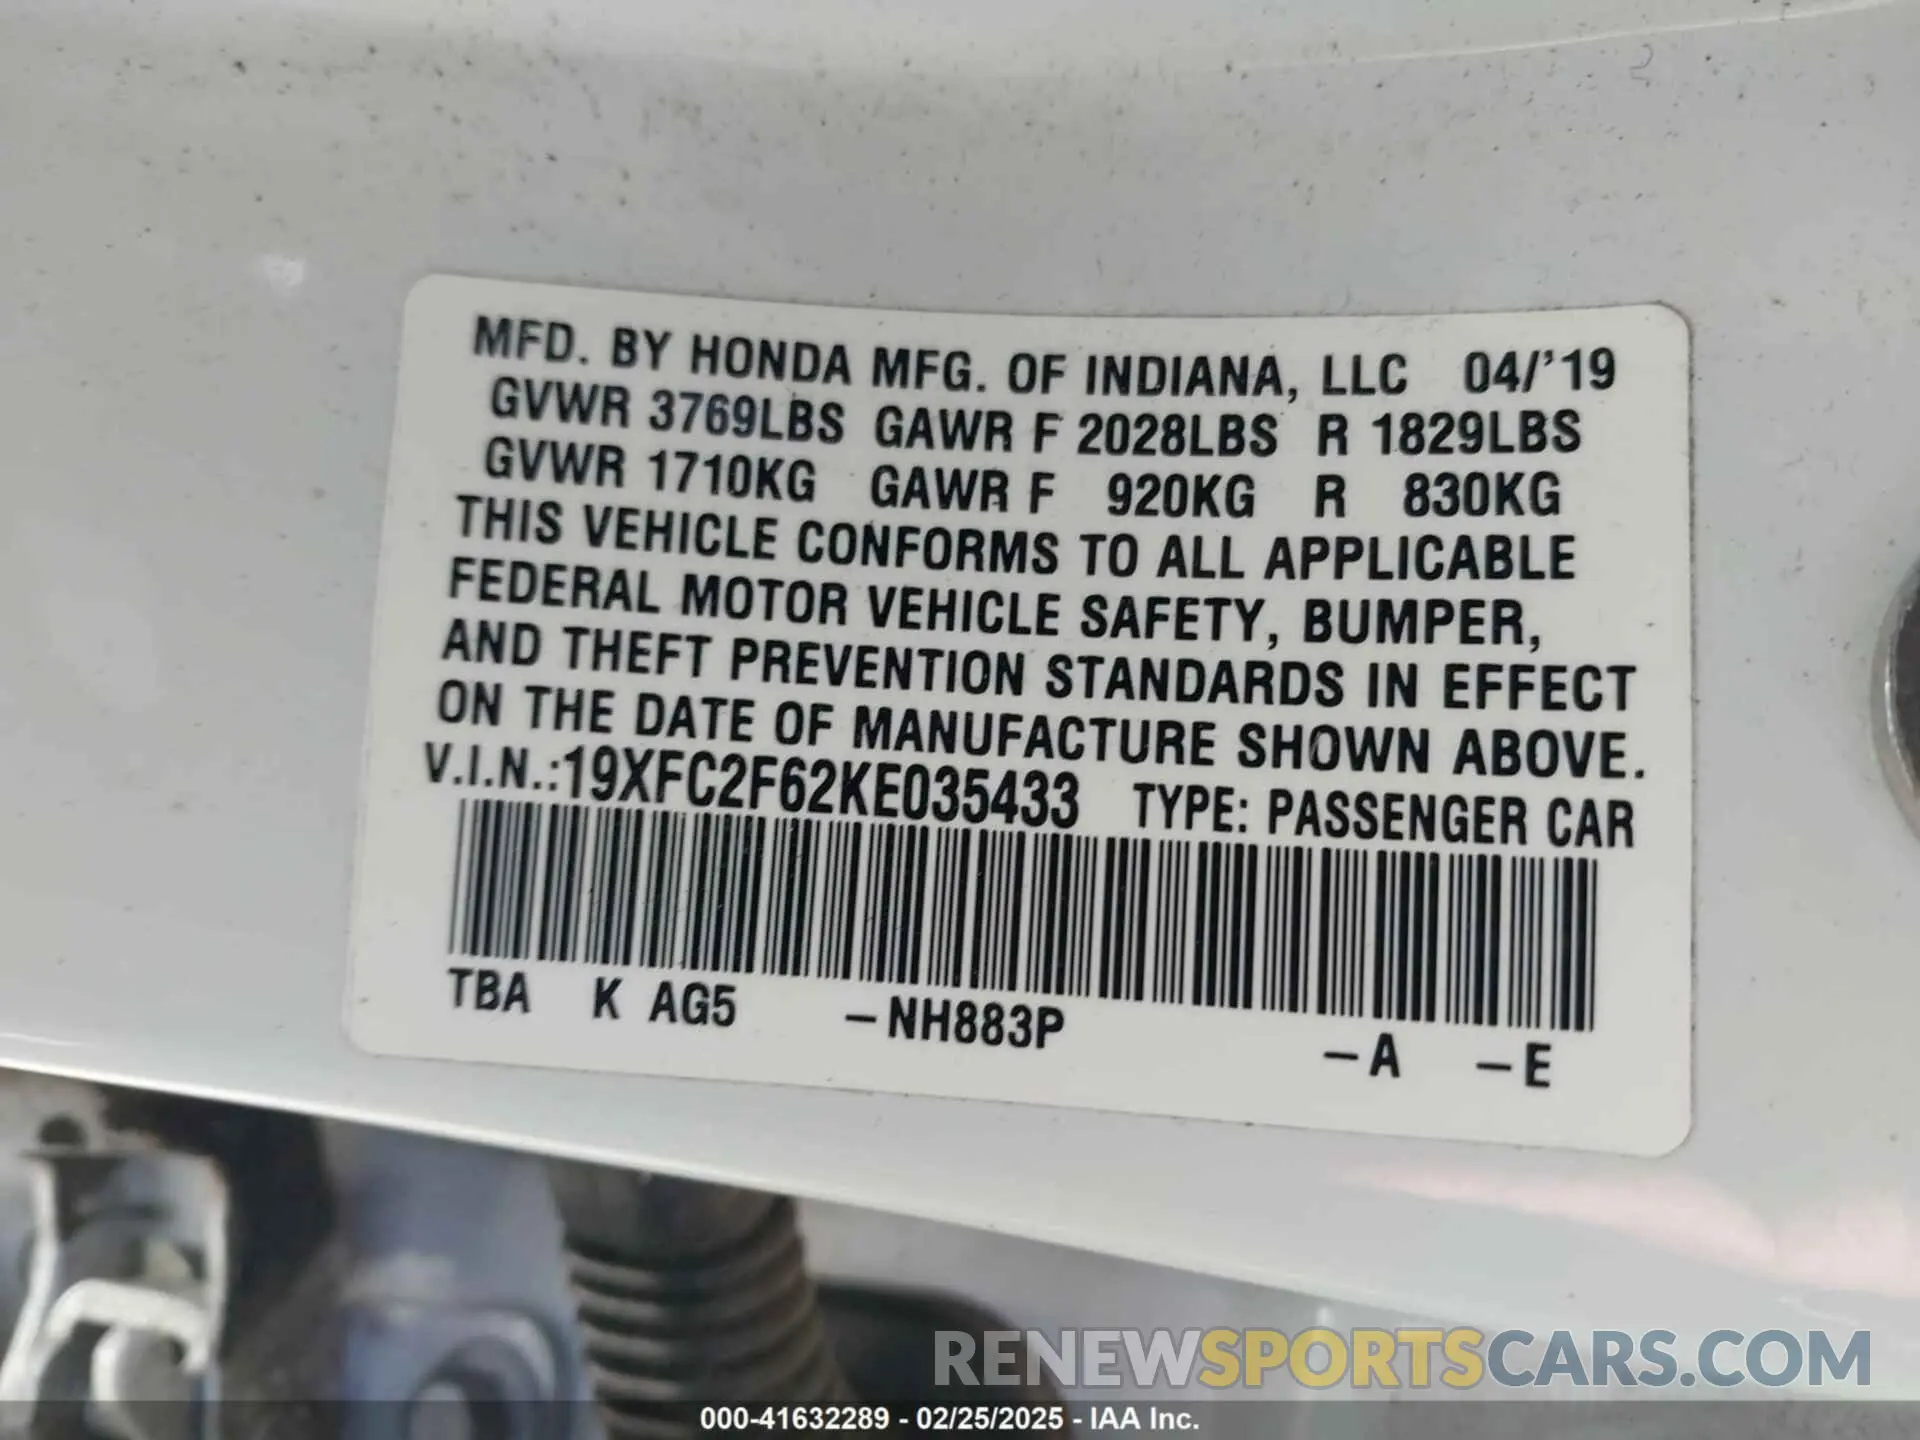 MFD. BY HONDA MFG. OF INDIANA, LLC 04/'19
GVWR 3769LBS GAWR F 2028LBS R 1829LBS
GVWR 1710KG GAWR F 920KG R 830KG
THIS VEHICLE CONFORMS TO ALL APPLICABLE
FEDERAL MOTOR VEHICLE SAFETY, BUMPER,
AND THEFT PREVENTION STANDARDS IN EFFECT
ON THE DATE OF MANUFACTURE SHOWN ABOVE.
V.I.N.:19XFC2F62KE035433 TYPE: PASSENGER CAR
TBA K AG5 –NH883P –A –E
RENEWSPORTSCARS.COM
000-41632289 - 02/25/2025 - IAA Inc.